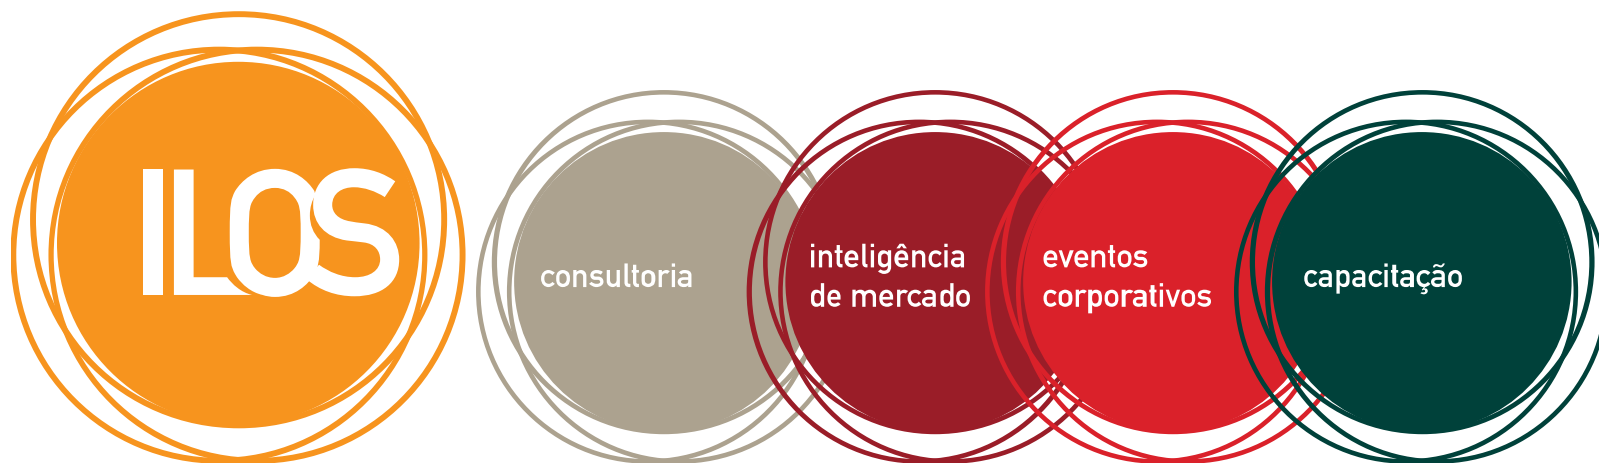 ILOS
consultoria
inteligência
de mercado
eventos
corporativos
capacitação